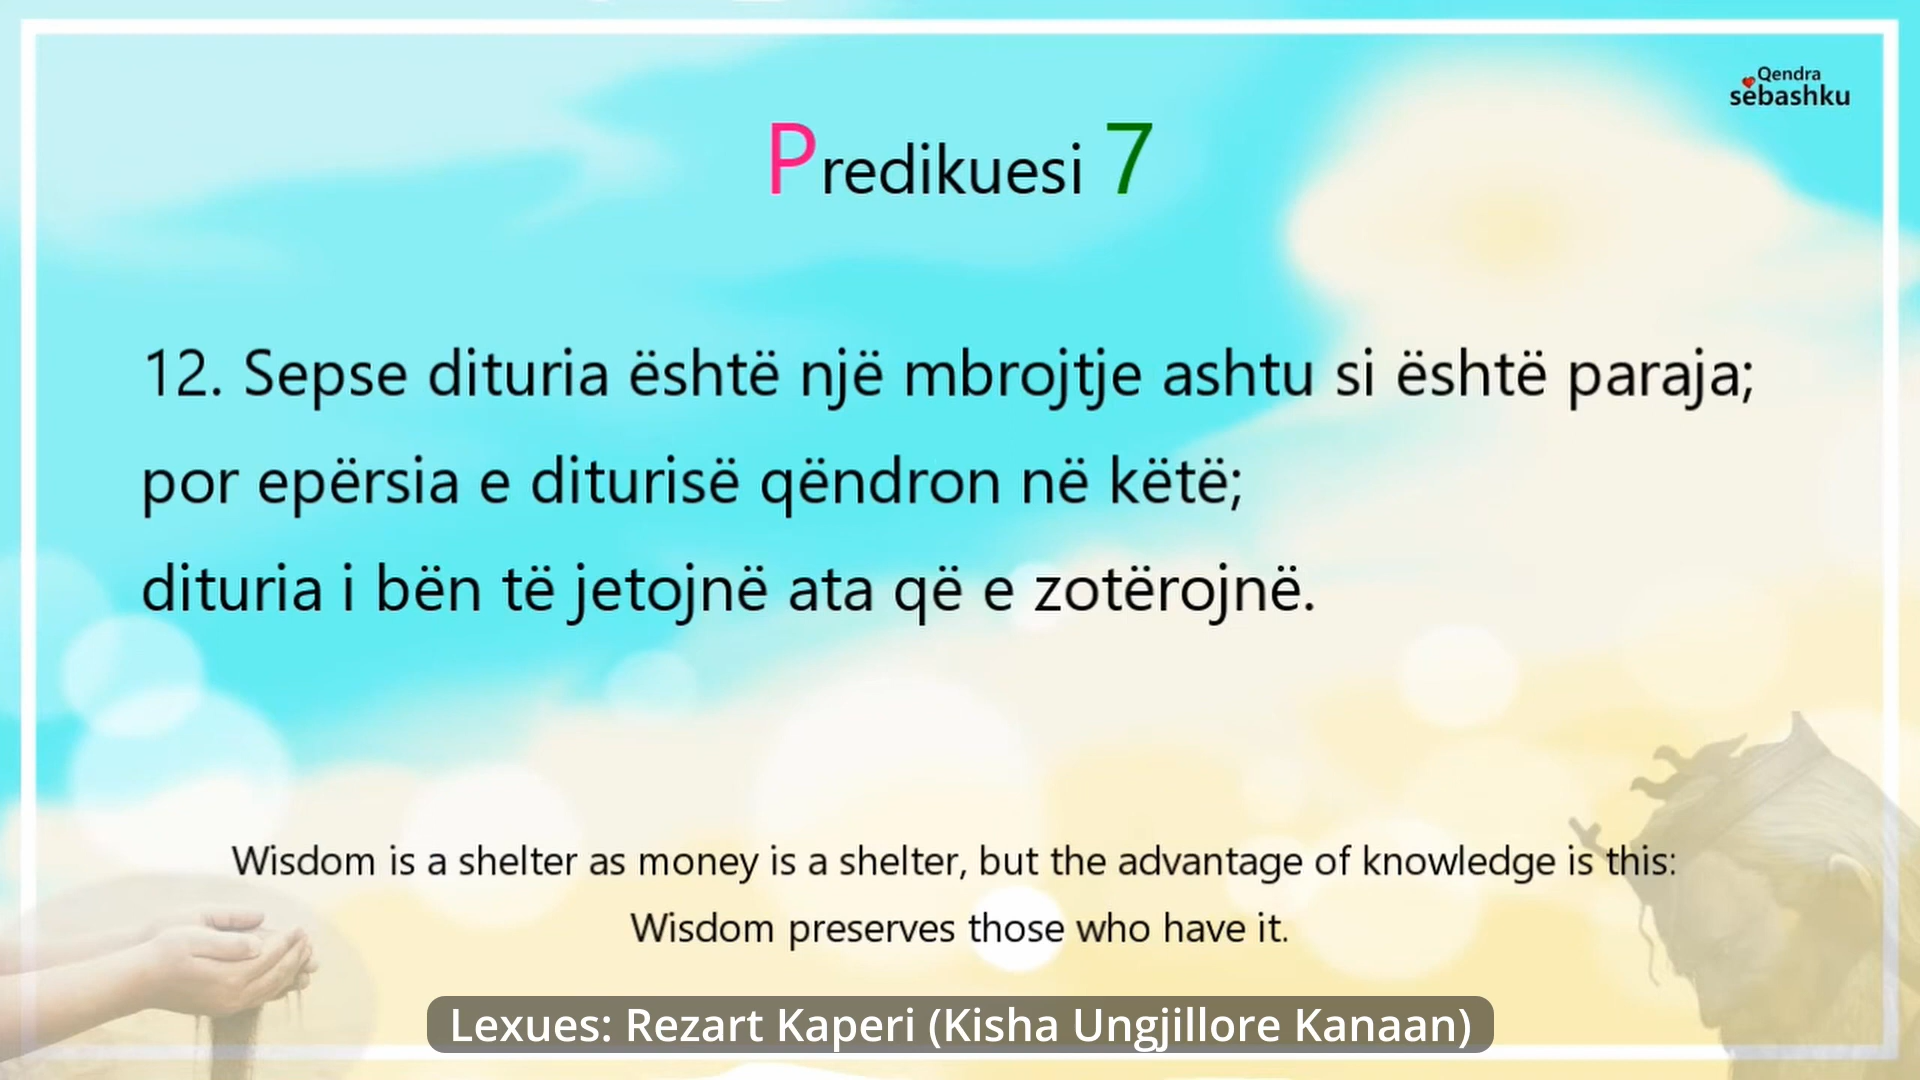 Qendra
sëbashku
Predikuesi 7
12. Sepse dituria është një mbrojtje ashtu si është paraja;
por epërsia e diturisë qëndron në këtë;
dituria i bën të jetojnë ata që e zotërojnë.
Wisdom is a shelter as money is a shelter, but the advantage of knowledge is this:
Wisdom preserves those who have it.
Lexues: Rezart Kaperi (Kisha Ungjillore Kanaan)